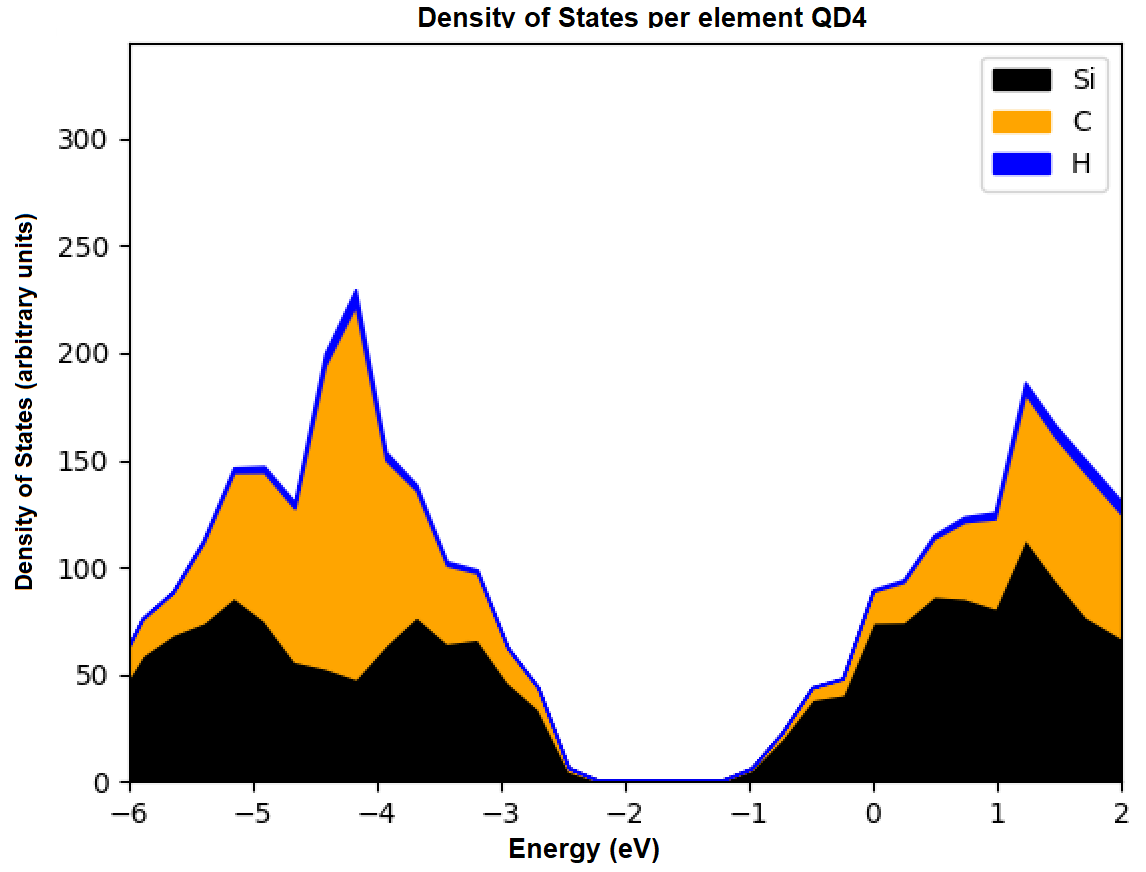 Density of States per element QD4
Si
C
H
300
250
200
150
100
50
0
Density of States (arbitrary units)
−6 −5 −4 −3 −2 −1 0 1 2
Energy (eV)